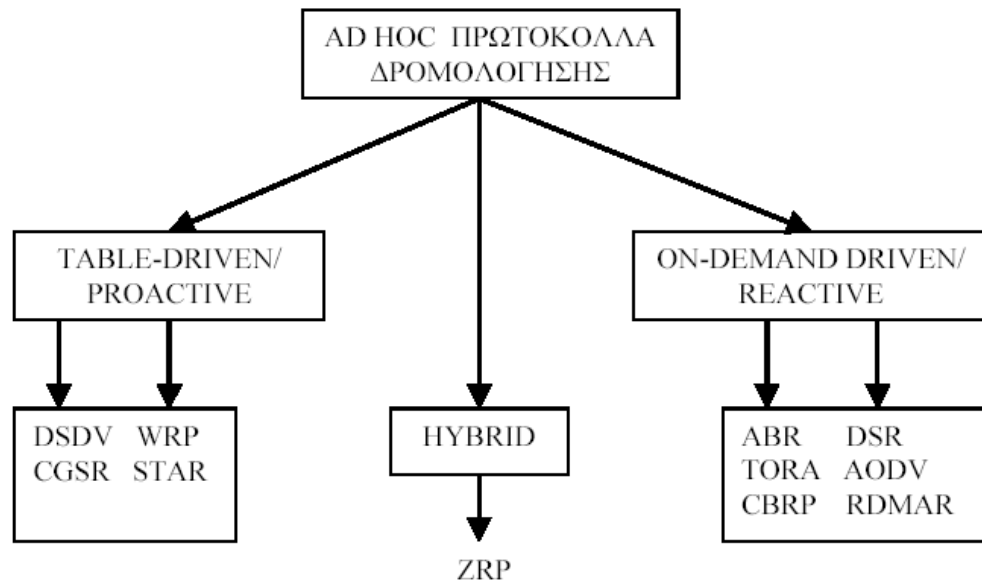 AD HOC ΠΡΩΤΟΚΟΛΛΑ
ΔΡΟΜΟΛΟΓΗΣΗΣ
TABLE-DRIVEN/
PROACTIVE
ON-DEMAND DRIVEN/
REACTIVE
DSDV WRP
CGSR STAR
HYBRID
ABR DSR
TORA AODV
CBRP RDMAR
ZRP